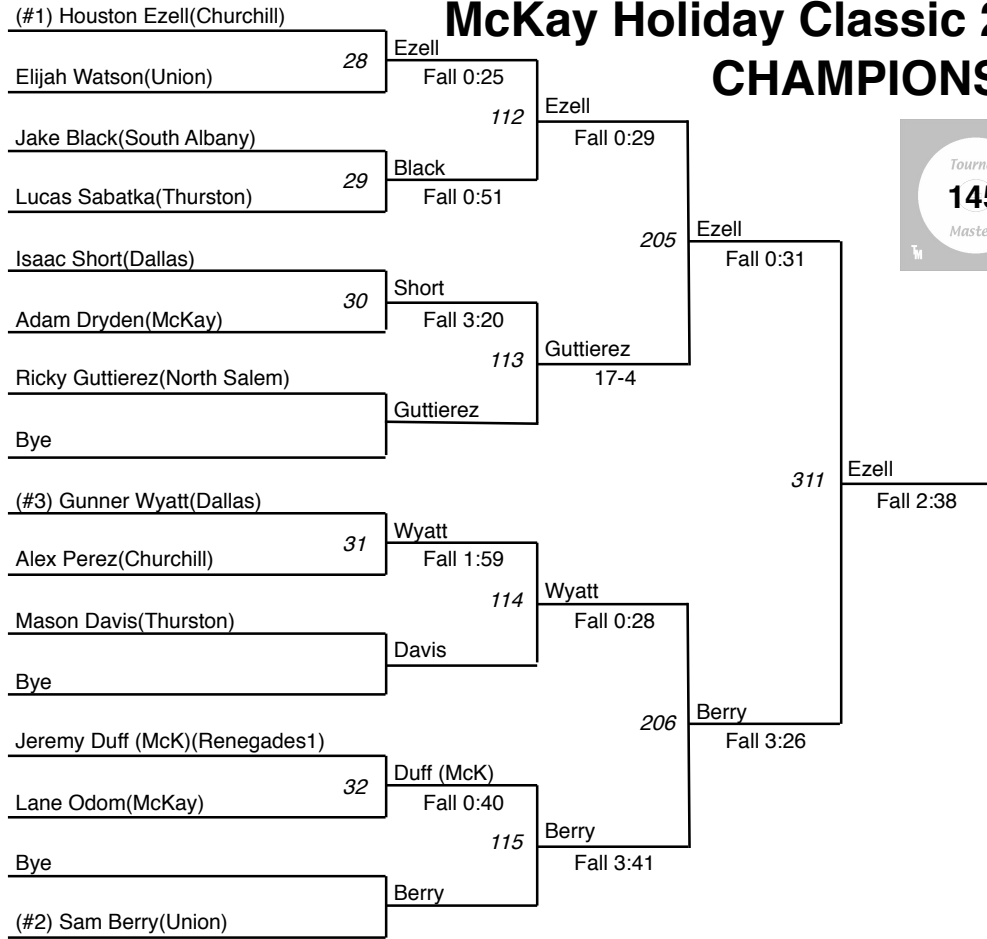 McKay Holiday Classic
(#1) Houston Ezell(Churchill)
28
Ezell
Elijah Watson(Union)
Fall 0:25
112
Ezell
Jake Black(South Albany)
Fall 0:29
29
Black
Lucas Sabatka(Thurston)
Fall 0:51
205
Ezell
Isaac Short(Dallas)
Fall 0:31
30
Short
Adam Dryden(McKay)
Fall 3:20
113
Guttierez
Ricky Guttierez(North Salem)
17-4
Guttierez
Bye
311
Ezell
Fall 2:38
(#3) Gunner Wyatt(Dallas)
31
Wyatt
Alex Perez(Churchill)
Fall 1:59
114
Wyatt
Mason Davis(Thurston)
Fall 0:28
Davis
Bye
206
Berry
Fall 3:26
Jeremy Duff (McK)(Renegades1)
32
Duff (McK)
Lane Odom(McKay)
Fall 0:40
115
Berry
Bye
Fall 3:41
Berry
(#2) Sam Berry(Union)
CHAMPIONS
145
TM